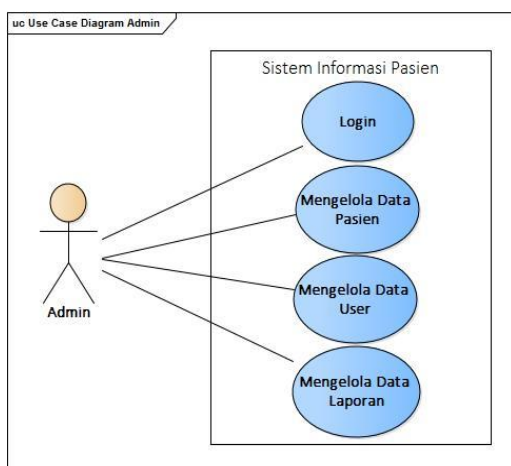 uc Use Case Diagram Admin
Sistem Informasi Pasien
Login
Mengelola Data
Pasien
Mengelola Data
User
Admin
Mengelola Data
Laporan